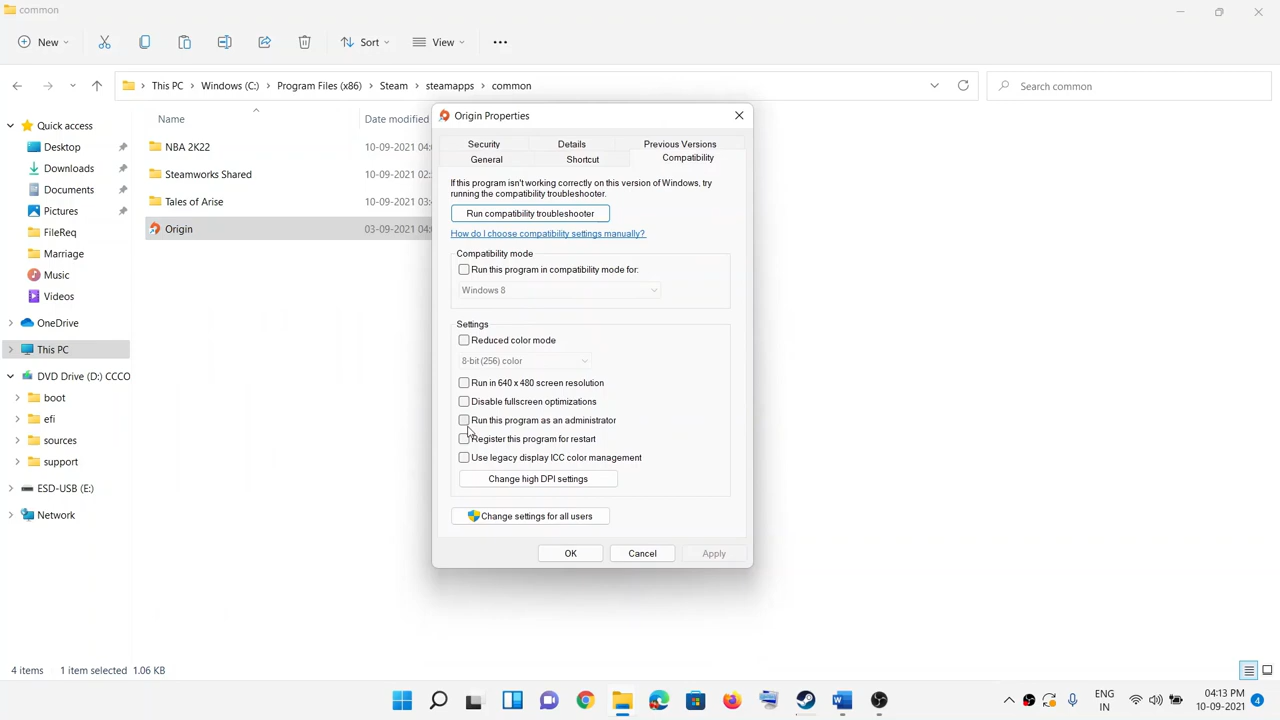 common
New
Sort
View
This PC > Windows (C:) > Program Files (x86) > Steam > steamapps > common
Search common
Quick access
Desktop
Downloads
Documents
Pictures
FileReq
Marriage
Music
Videos
OneDrive
This PC
DVD Drive (D:) CCCO
boot
efi
sources
support
ESD-USB (E:)
Network
Name
Date modified
NBA 2K22
10-09-2021 04:
Steamworks Shared
10-09-2021 02:
Tales of Arise
10-09-2021 03:
Origin
03-09-2021 04:
Origin Properties
Security
Details
Previous Versions
General
Shortcut
Compatibility
If this program isn't working correctly on this version of Windows, try
running the compatibility troubleshooter.
Run compatibility troubleshooter
How do I choose compatibility settings manually?
Compatibility mode
Run this program in compatibility mode for:
Windows 8
Settings
Reduced color mode
8-bit (256) color
Run in 640 x 480 screen resolution
Disable fullscreen optimizations
Run this program as an administrator
Register this program for restart
Use legacy display ICC color management
Change high DPI settings
Change settings for all users
OK
Cancel
Apply
4 items
1 item selected
1.06 KB
ENG
IN
04:13 PM
10-09-2021
4